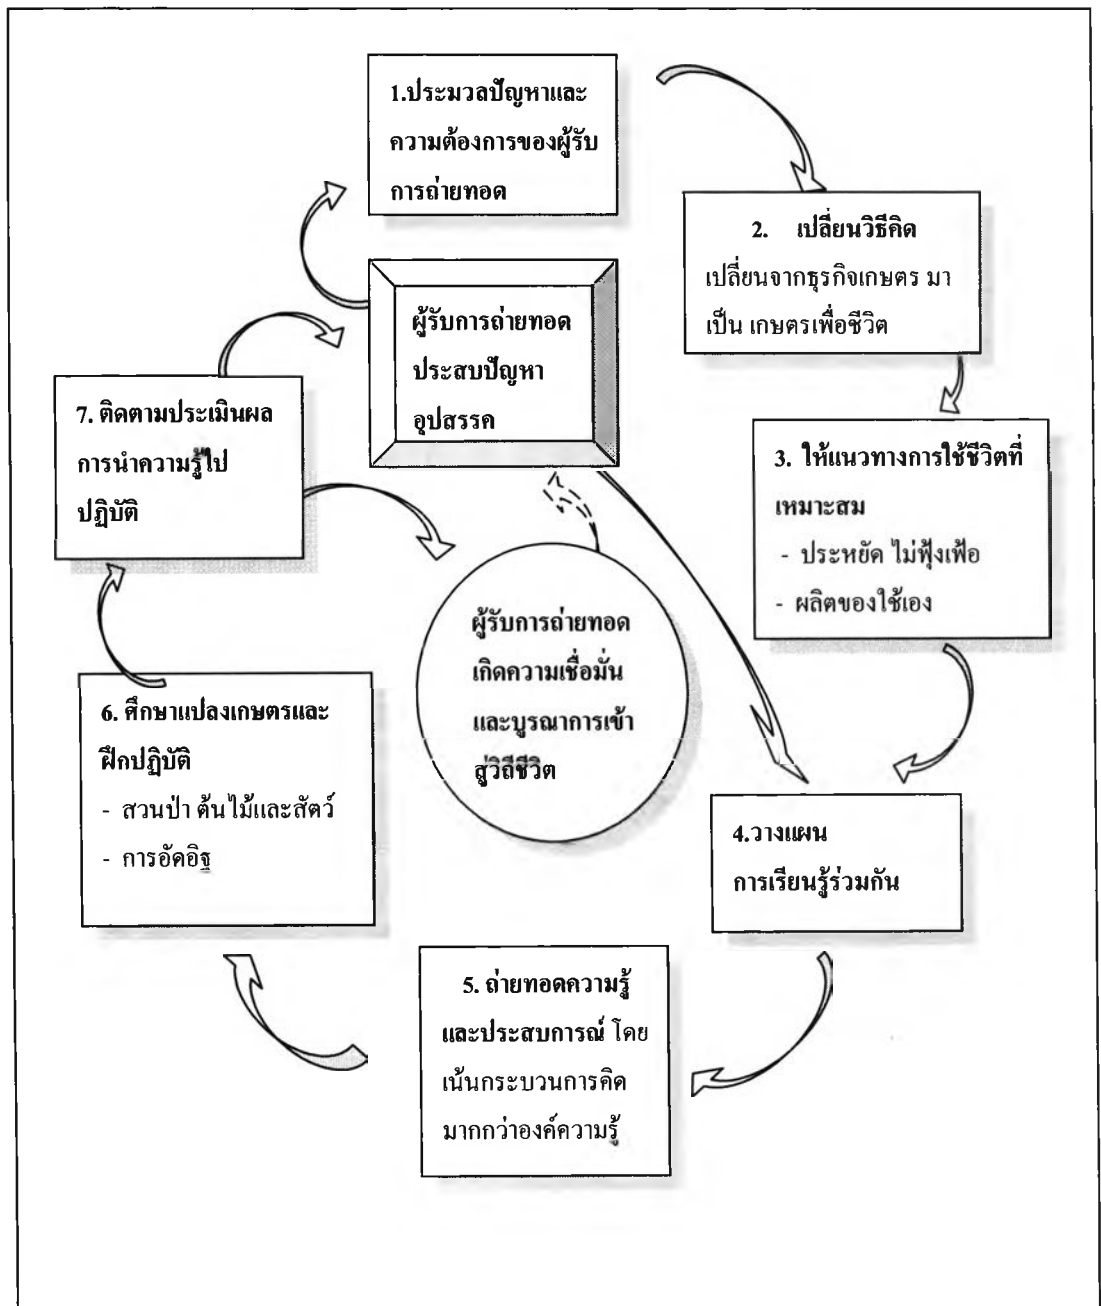 1.ประมวลปัญหาและ
ความต้องการของผู้รับ
การถ่ายทอด
2. เปลี่ยนวิธีคิด
เปลี่ยนจากธุรกิจเกษตร มา
เป็น เกษตรเพื่อชีวิต
ผู้รับการถ่ายทอด
ประสบปัญหา
อุปสรรค
7. ติดตามประเมินผล
การนำความรู้ไป
ปฏิบัติ
3. ให้แนวทางการใช้ชีวิตที่
เหมาะสม
- ประหยัด ไม่ฟุ้งเฟ้อ
- ผลิตของใช้เอง
ผู้รับการถ่ายทอด
เกิดความเชื่อมั่น
และบูรณาการเข้า
สู่วิถีชีวิต
6. ศึกษาแปลงเกษตรและ
ฝึกปฏิบัติ
- สวนป่า ต้นไม้และสัตว์
- การอัดอิฐ
4.วางแผน
การเรียนรู้ร่วมกัน
5. ถ่ายทอดความรู้
และประสบการณ์ โดย
เน้นกระบวนการคิด
มากกว่าองค์ความรู้